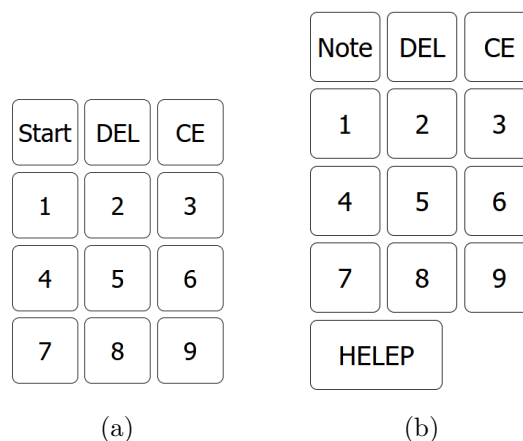 Start DEL CE
1 2 3
4 5 6
7 8 9
(a)
Note DEL CE
1 2 3
4 5 6
7 8 9
HELEP
(b)